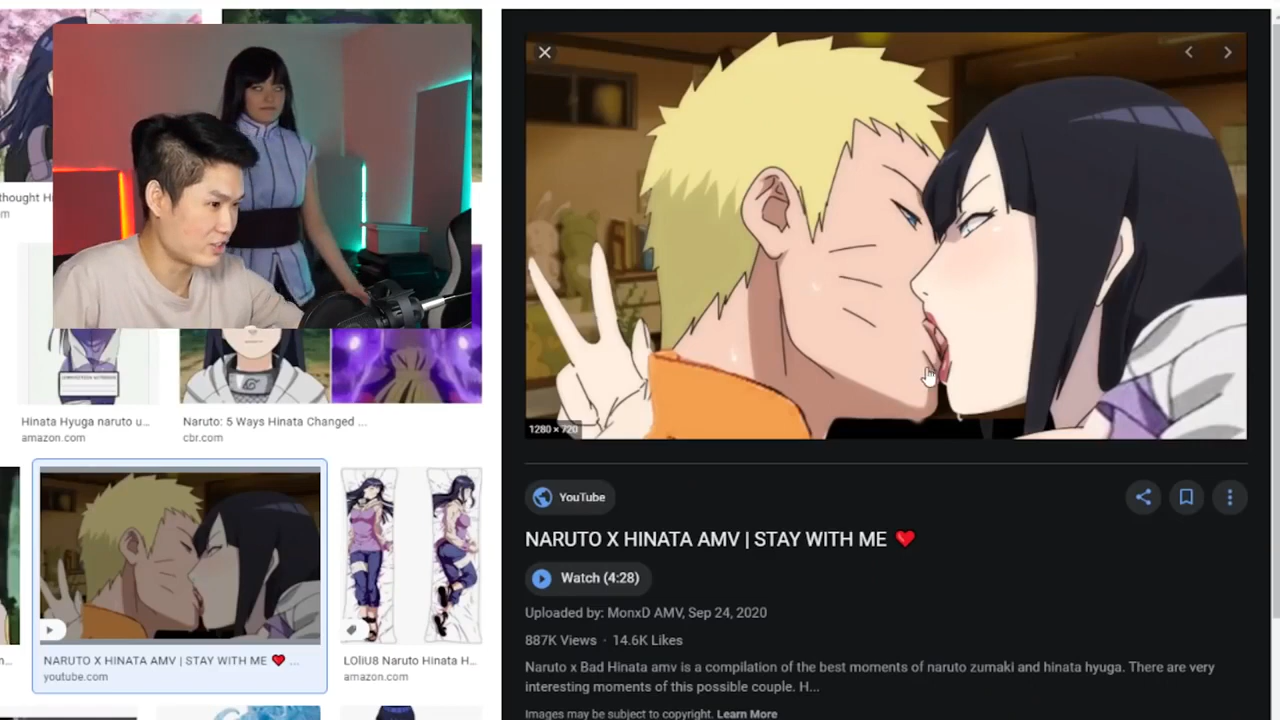 thought Hi
m
Hinata Hyuga naruto u...
amazon.com
Naruto: 5 Ways Hinata Changed ...
cbr.com
n...
NARUTO X HINATA AMV | STAY WITH ME ❤️ ...
youtube.com
LOliU8 Naruto Hinata H...
amazon.com
1280 × 720
YouTube
NARUTO X HINATA AMV | STAY WITH ME ❤️
Watch (4:28)
Uploaded by: MonxD AMV, Sep 24, 2020
887K Views · 14.6K Likes
Naruto x Bad Hinata amv is a compilation of the best moments of naruto zumaki and hinata hyuga. There are very
interesting moments of this possible couple. H...
Images may be subject to copyright. Learn More